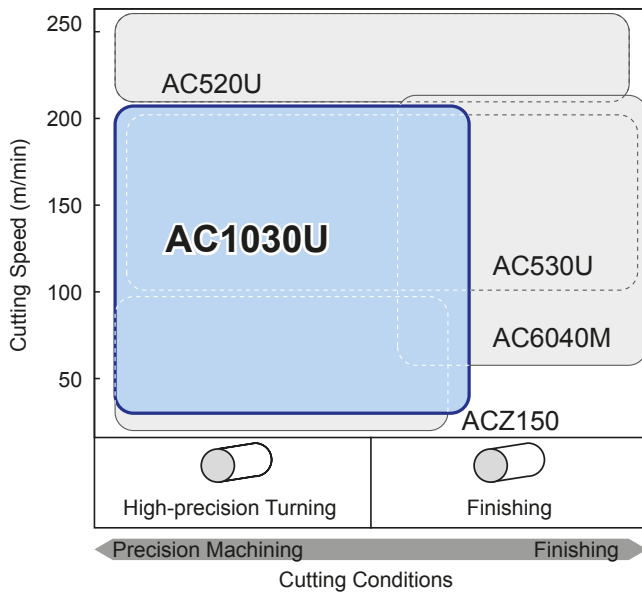 250
AC520U
200
150
AC1030U
AC530U
100
AC6040M
50
ACZ150
Cutting Speed (m/min)
High-precision Turning
Finishing
Precision Machining
Finishing
Cutting Conditions